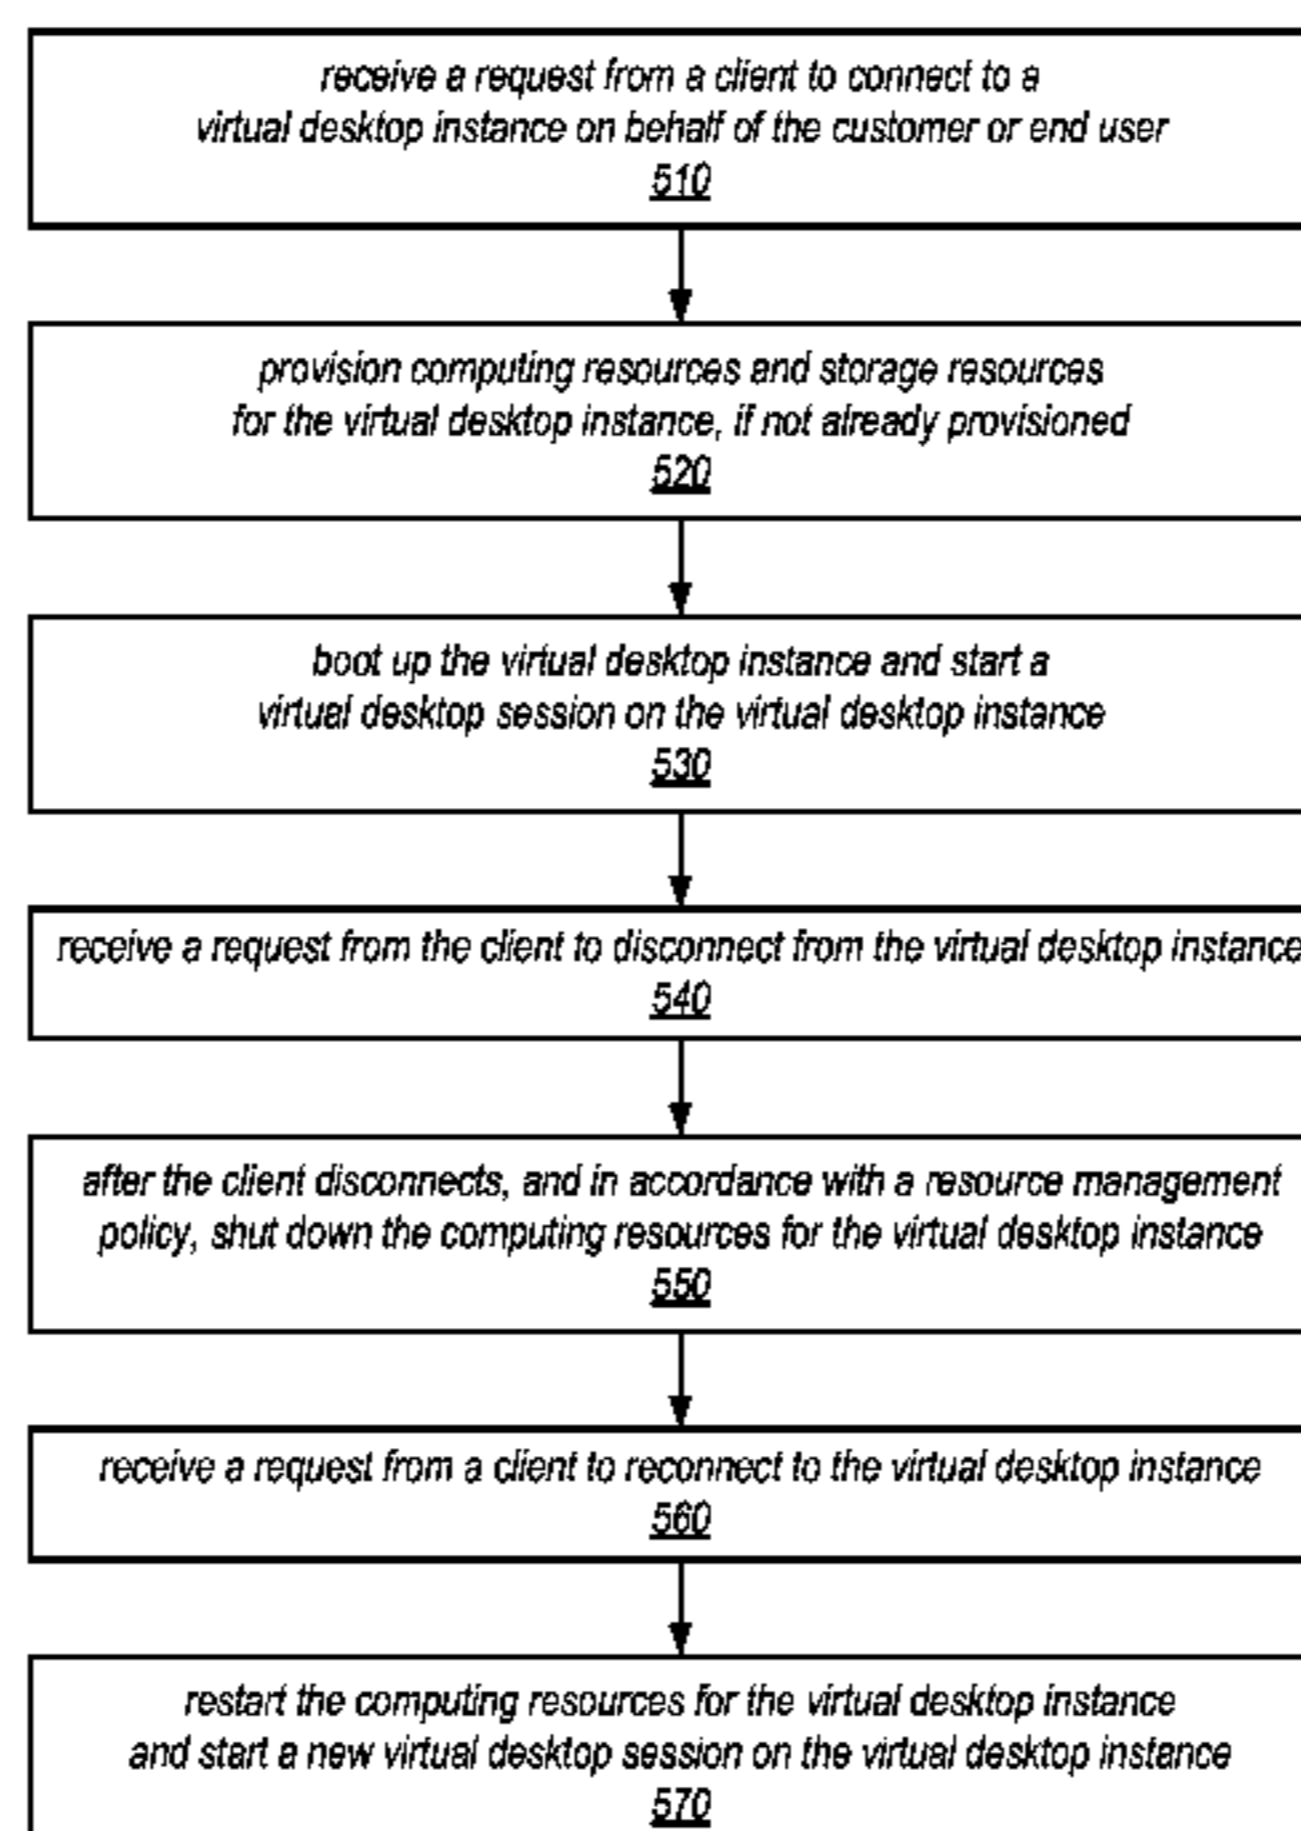 receive a request from a client to connect to a
virtual desktop instance on behalf of the customer or end user
510
provision computing resources and storage resources
for the virtual desktop instance, if not already provisioned
520
boot up the virtual desktop instance and start a
virtual desktop session on the virtual desktop instance
530
receive a request from the client to disconnect from the virtual desktop instance
540
after the client disconnects, and in accordance with a resource management
policy, shut down the computing resources for the virtual desktop instance
550
receive a request from a client to reconnect to the virtual desktop instance
560
restart the computing resources for the virtual desktop instance
and start a new virtual desktop session on the virtual desktop instance
570